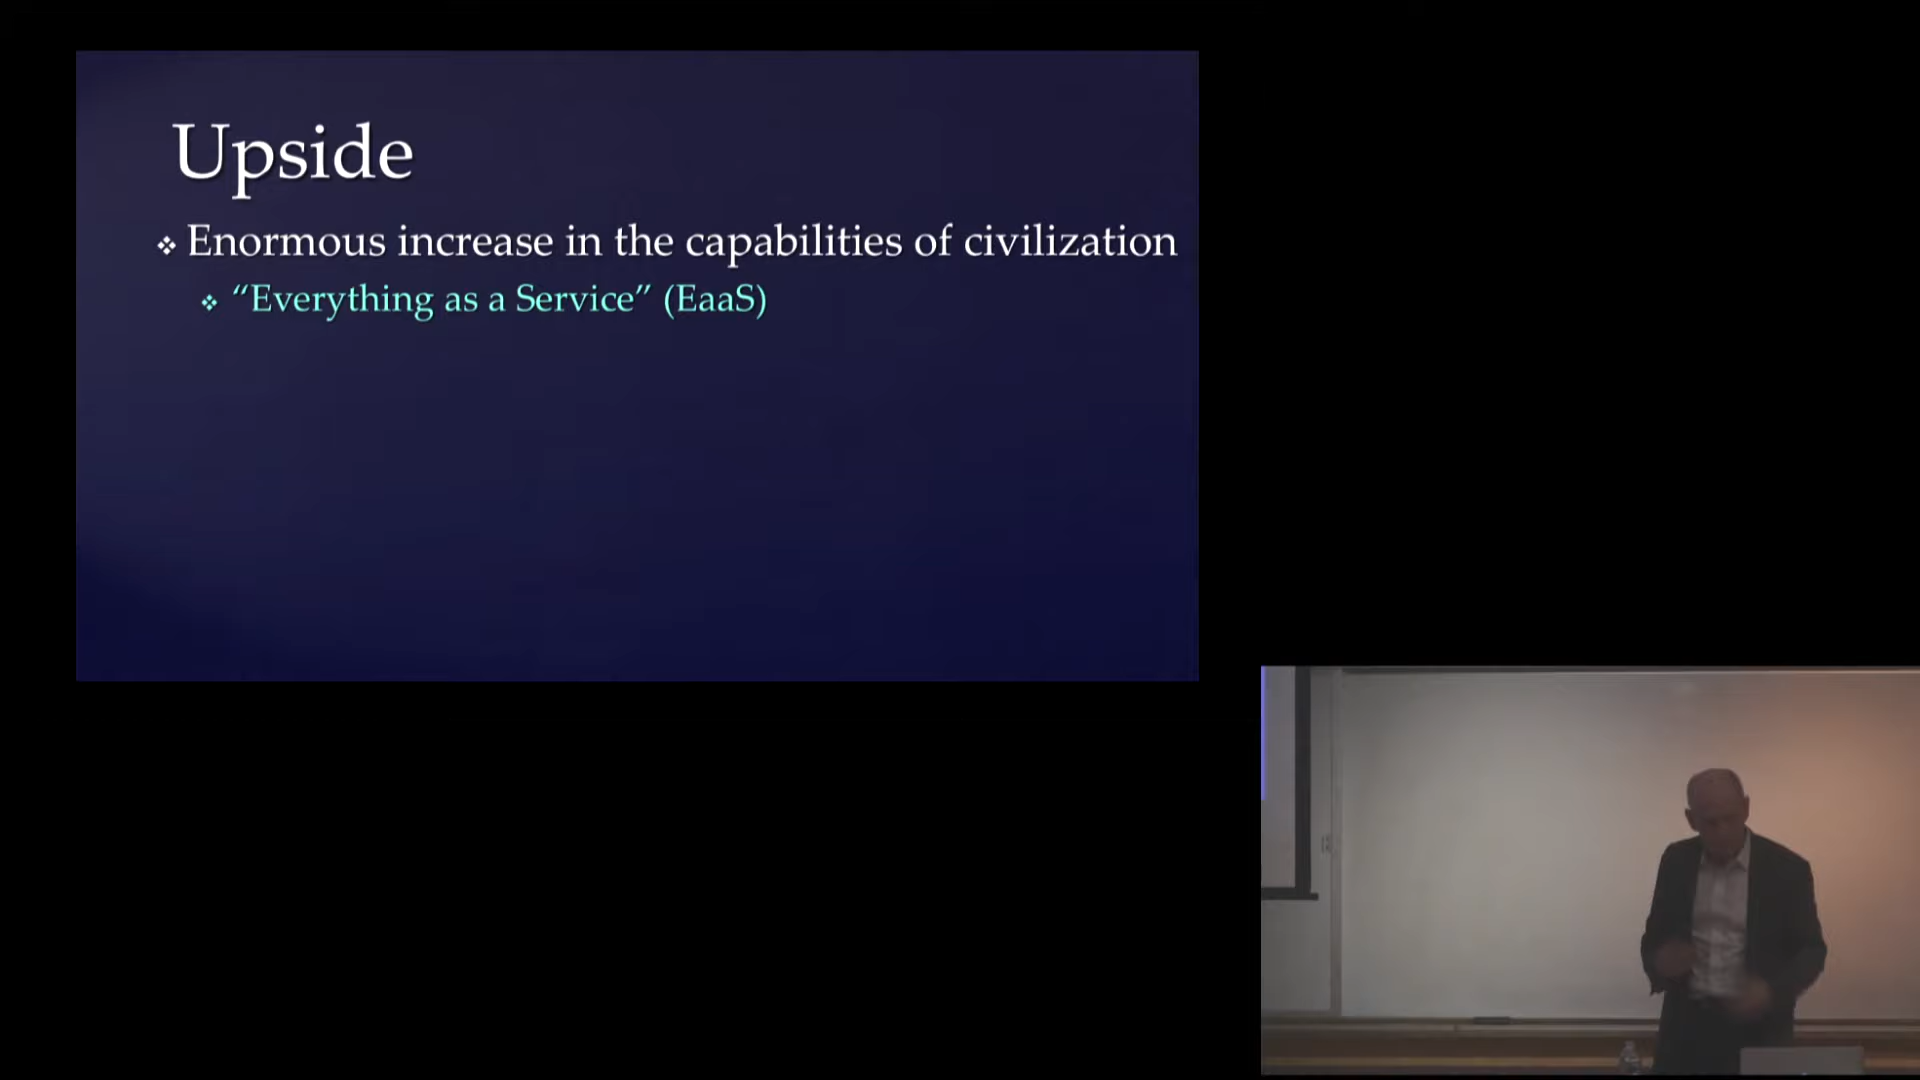 Upside
❖ Enormous increase in the capabilities of civilization
❖ “Everything as a Service” (EaaS)